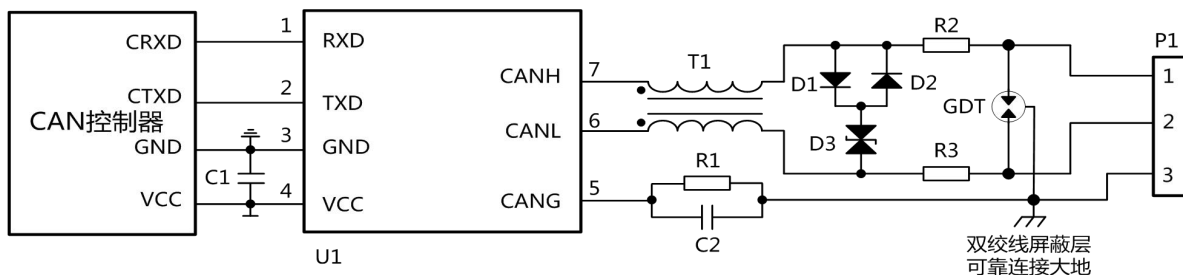 CAN控制器
CRXD
CTXD
GND
VCC
C1
1
2
3
4
RXD
TXD
GND
VCC
CANH
CANL
CANG
U1
7
6
5
T1
R1
C2
D1
D2
D3
R2
R3
GDT
P1
1
2
3
双绞线屏蔽层
可靠连接大地